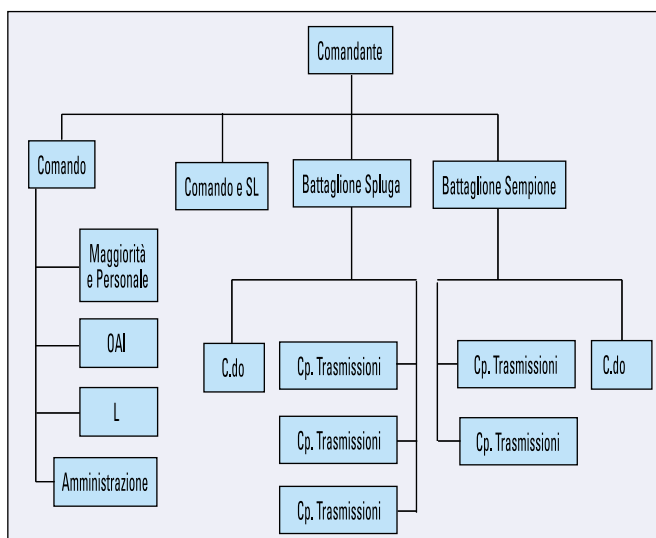 Comandante
Comando
Comando e SL
Battaglione Spluga
Battaglione Sempione
Maggiorità
e Personale
OAI
L
Amministrazione
C.do
Cp. Trasmissioni
Cp. Trasmissioni
Cp. Trasmissioni
Cp. Trasmissioni
Cp. Trasmissioni
C.do